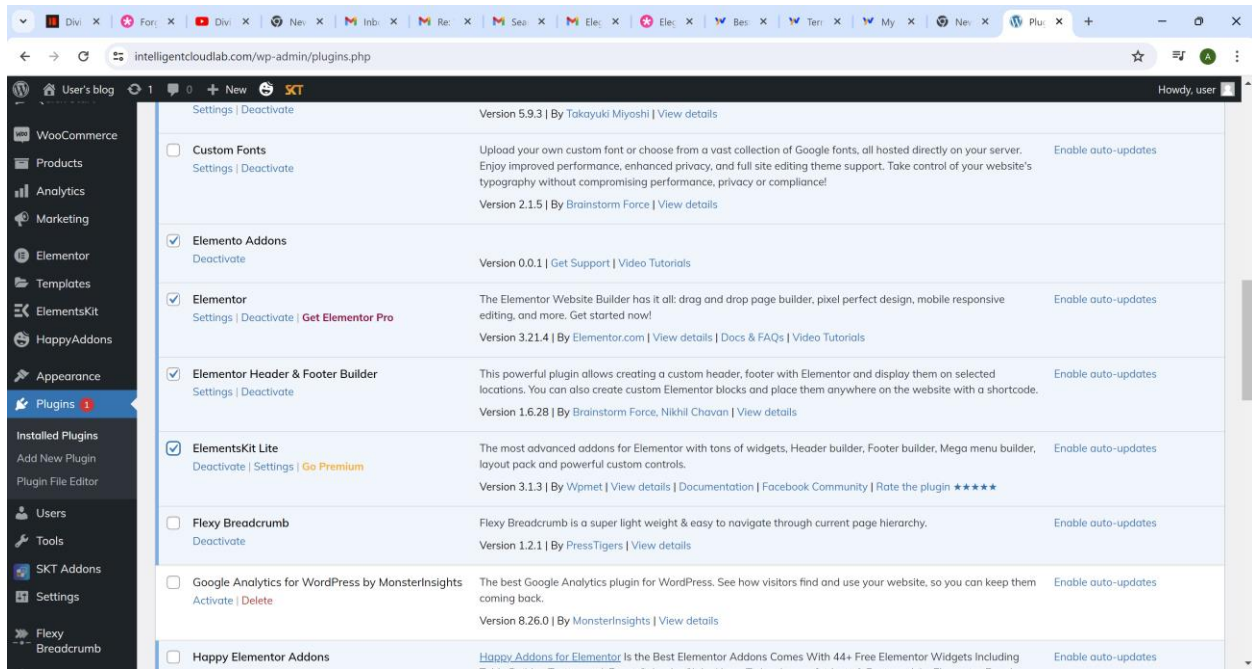 Divi
For
Divi
Nev
Inb
Re:
Sea
Elec
Elec
Bes
Terr
My
Nev
Plug
intelligentcloudlab.com/wp-admin/plugins.php
A
User's blog 1 0 + New SKT Howdy, user
WooCommerce
Products
Analytics
Marketing
Elementor
Templates
ElementsKit
HappyAddons
Appearance
Plugins 1
Installed Plugins
Add New Plugin
Plugin File Editor
Users
Tools
SKT Addons
Settings
Flexy
Breadcrumb
Settings | Deactivate
Version 5.9.3 | By Takayuki Miyoshi | View details
Custom Fonts
Settings | Deactivate
Upload your own custom font or choose from a vast collection of Google fonts, all hosted directly on your server.
Enjoy improved performance, enhanced privacy, and full site editing theme support. Take control of your website's
typography without compromising performance, privacy or compliance!
Version 2.1.5 | By Brainstorm Force | View details
Enable auto-updates
Elemento Addons
Deactivate
Version 0.0.1 | Get Support | Video Tutorials
Elementor
Settings | Deactivate | Get Elementor Pro
The Elementor Website Builder has it all: drag and drop page builder, pixel perfect design, mobile responsive
editing, and more. Get started now!
Version 3.21.4 | By Elementor.com | View details | Docs & FAQs | Video Tutorials
Enable auto-updates
Elementor Header & Footer Builder
Settings | Deactivate
This powerful plugin allows creating a custom header, footer with Elementor and display them on selected
locations. You can also create custom Elementor blocks and place them anywhere on the website with a shortcode.
Version 1.6.28 | By Brainstorm Force, Nikhil Chavan | View details
Enable auto-updates
ElementsKit Lite
Deactivate | Settings | Go Premium
The most advanced addons for Elementor with tons of widgets, Header builder, Footer builder, Mega menu builder,
layout pack and powerful custom controls.
Version 3.1.3 | By Wpmet | View details | Documentation | Facebook Community | Rate the plugin ★★★★★
Enable auto-updates
Flexy Breadcrumb
Deactivate
Flexy Breadcrumb is a super light weight & easy to navigate through current page hierarchy.
Version 1.2.1 | By PressTigers | View details
Enable auto-updates
Google Analytics for WordPress by MonsterInsights
Activate | Delete
The best Google Analytics plugin for WordPress. See how visitors find and use your website, so you can keep them
coming back.
Version 8.26.0 | By MonsterInsights | View details
Enable auto-updates
Happy Elementor Addons
Happy Addons for Elementor Is the Best Elementor Addons Comes With 44+ Free Elementor Widgets Including
Enable auto-updates